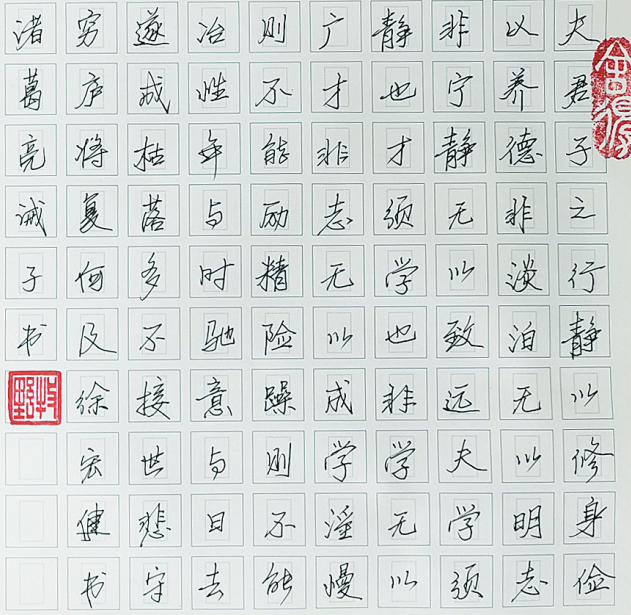 夫君子之行静以修身俭
以养德非淡泊无以明志
非宁静无以致远夫学须
静也才须学也非学无以
广才非志无以成学淫慢
则不能励精险躁则不能
冶性年与时驰意与日去
遂成枯落多不接世悲守
穷庐将复何及徐宏健书
诸葛亮诫子书
舍得